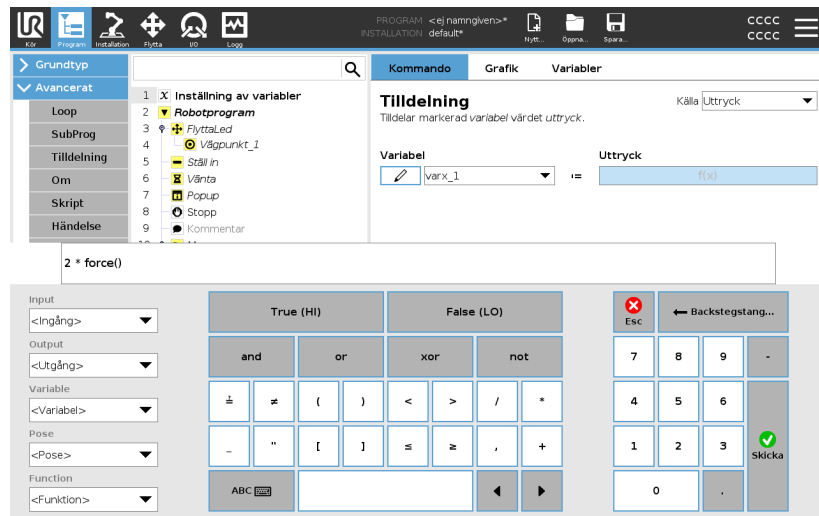 PROGRAM <ej namngiven>*
INSTALLATION default*
CCCC
CCCC
Kör
Program
Installation
Flytta
I/O
Logg
Nytt...
Öppna...
Spara...
Grundtyp
Avancerat
Loop
SubProg
Tilldelning
Om
Skript
Händelse
1 X Inställning av variabler
2 Robotprogram
3 FlyttaLed
4 Vägpunkt_1
5 Ställ in
6 Vänta
7 Popup
8 Stopp
9 Kommentar
Kommando Grafik Variabler
Tilldelning
Källa Uttryck
Tilldelar markerad variabel värdet uttryck.
Variabel Uttryck
varx_1 := f(x)
2 * force()
Input
<Ingång>
Output
<Utgång>
Variable
<Variabel>
Pose
<Pose>
Function
<Funktion>
True (HI) False (LO)
and or xor not
≟ ≠ ( ) < > / *
_ " [ ] ≤ ≥ , +
ABC
Esc Backstegstang...
7 8 9 -
4 5 6
1 2 3
Skicka
0 .